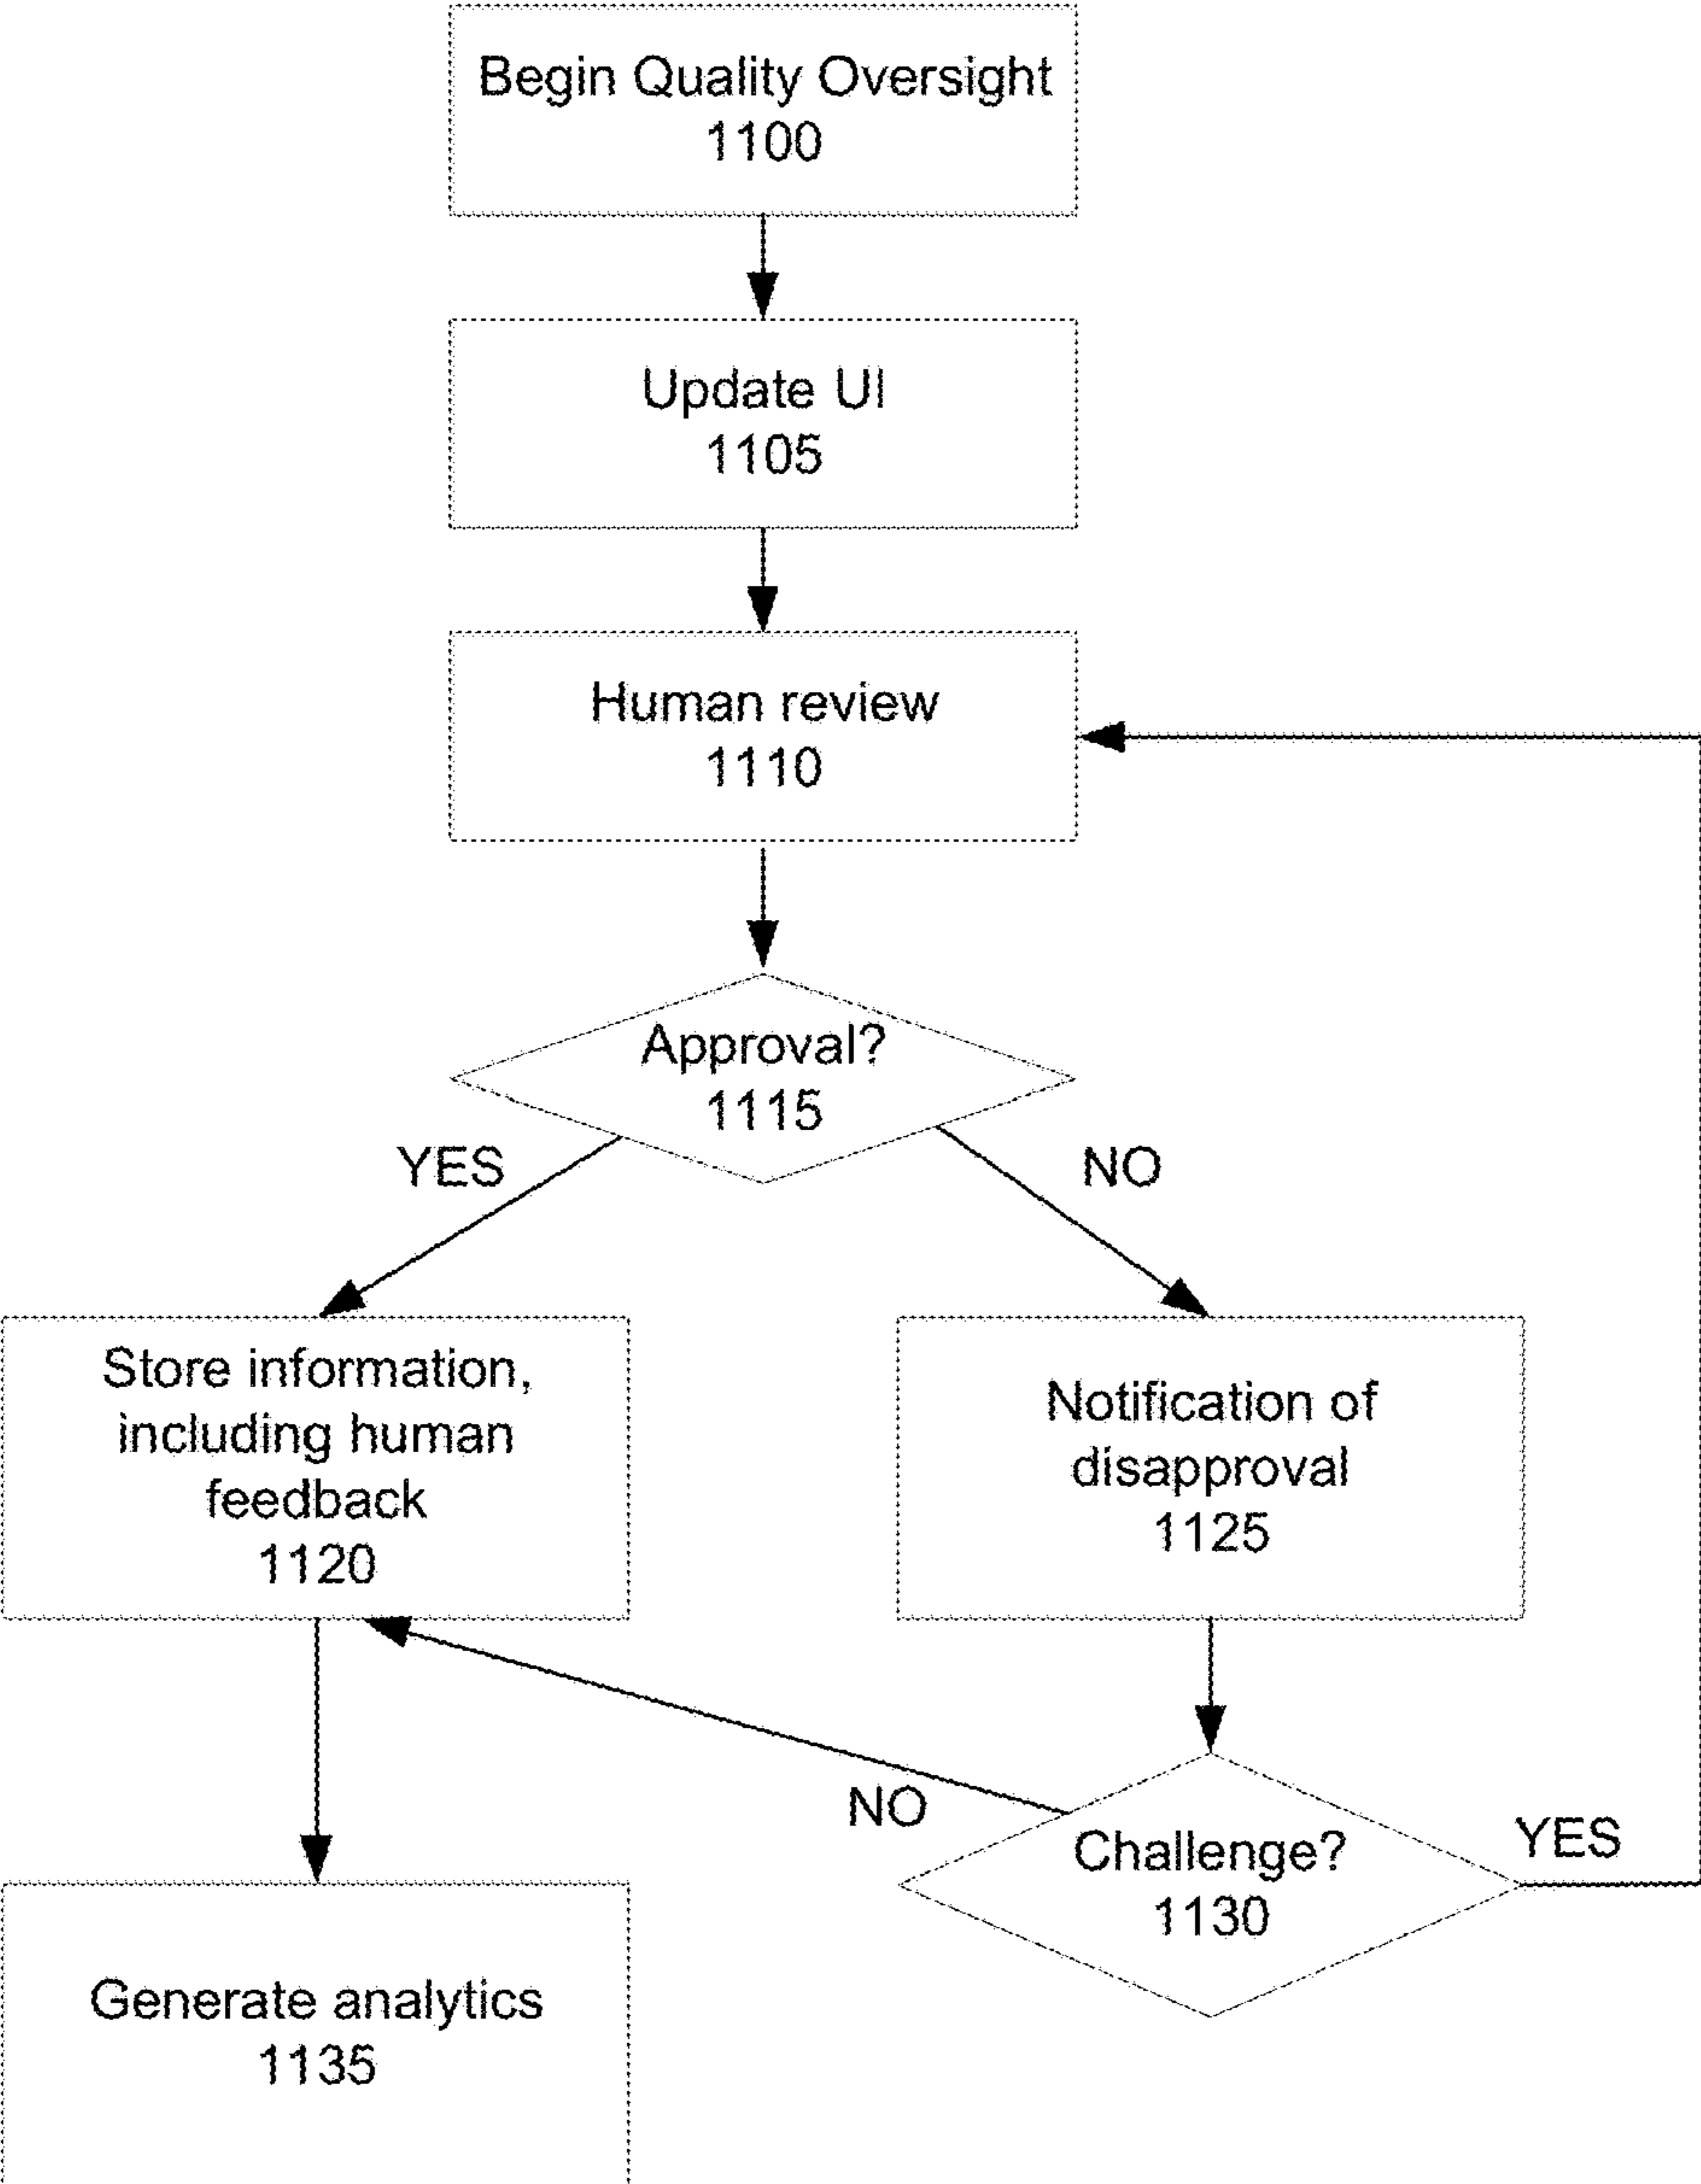 Begin Quality Oversight
1100
Update UI
1105
Human review
1110
Approval?
1115
YES
NO
Store information,
including human
feedback
1120
Notification of
disapproval
1125
NO
Challenge?
1130
YES
Generate analytics
1135